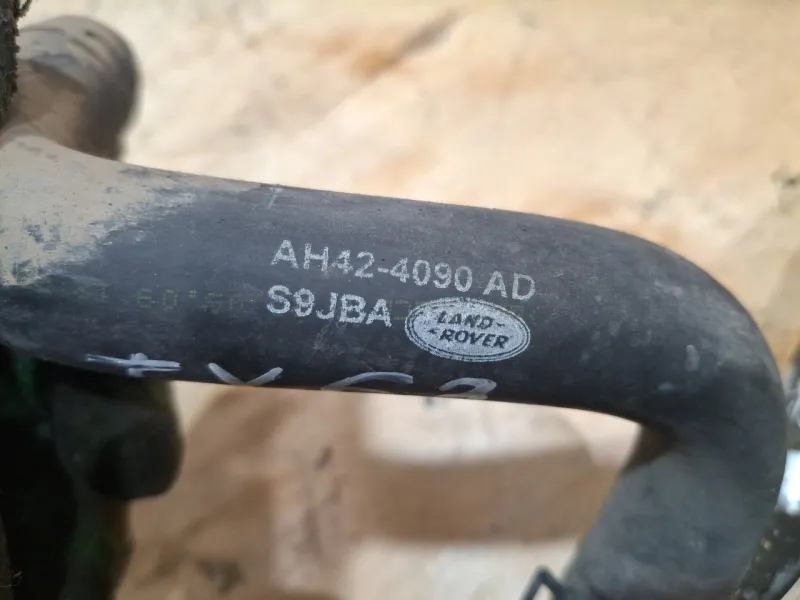 AH42-4090 AD
S9JBA
LAND-
-ROVER